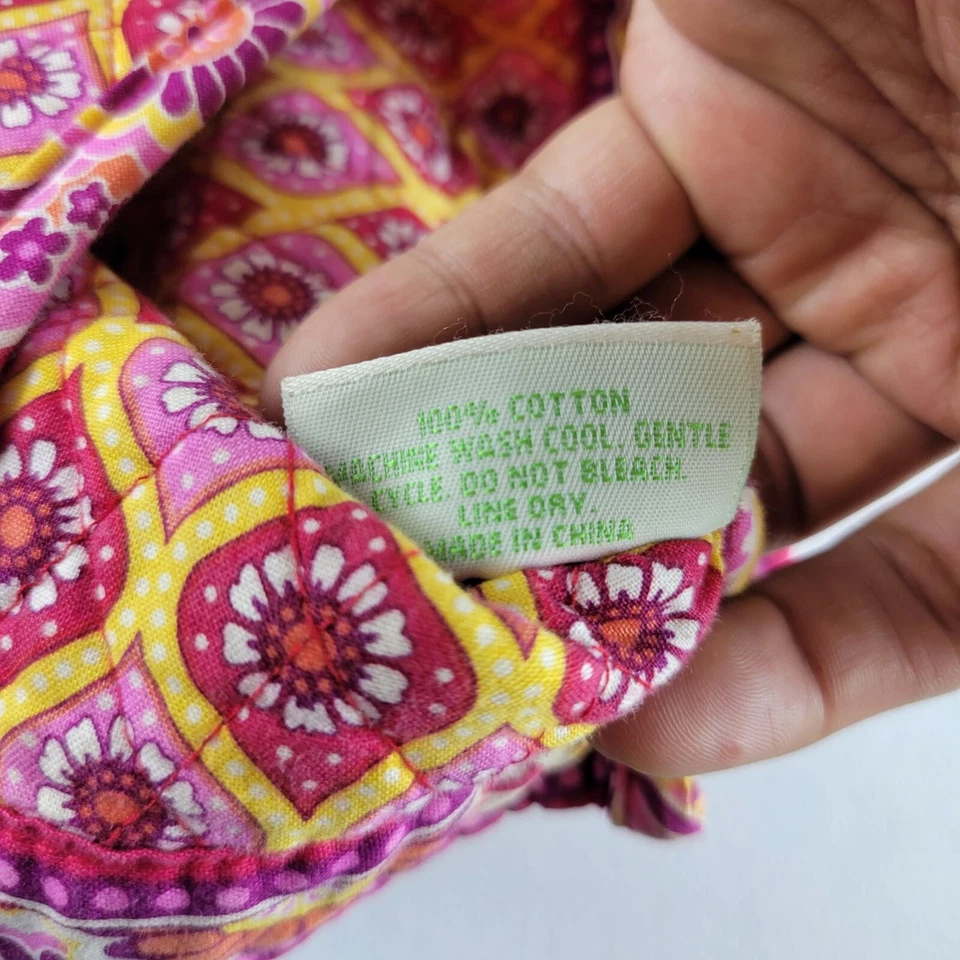 100% COTTON
MACHINE WASH COOL, GENTLE
CYCLE. DO NOT BLEACH.
LINE DRY.
MADE IN CHINA